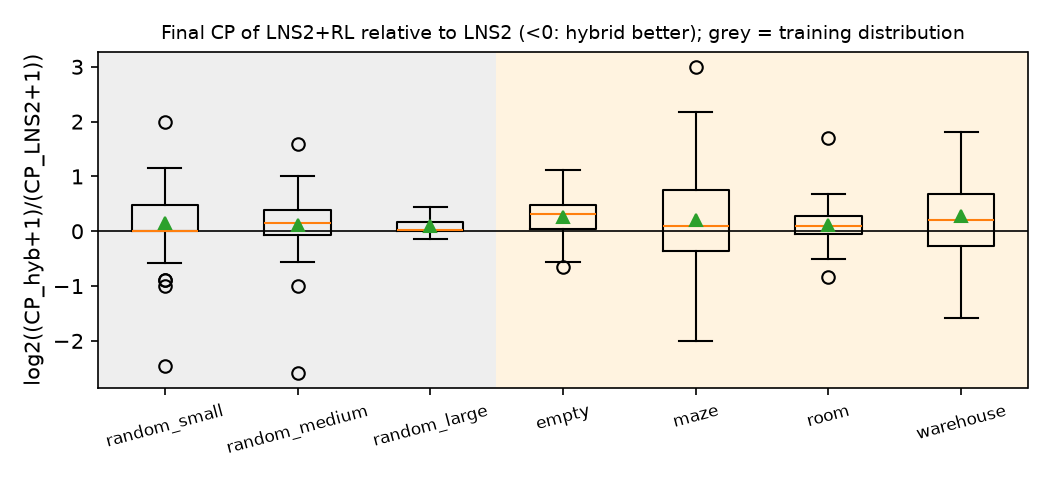 Final CP of LNS2+RL relative to LNS2 (<0: hybrid better); grey = training distribution
log2((CP_hyb+1)/(CP_LNS2+1))
3
2
1
0
−1
−2
random_small
random_medium
random_large
empty
maze
room
warehouse